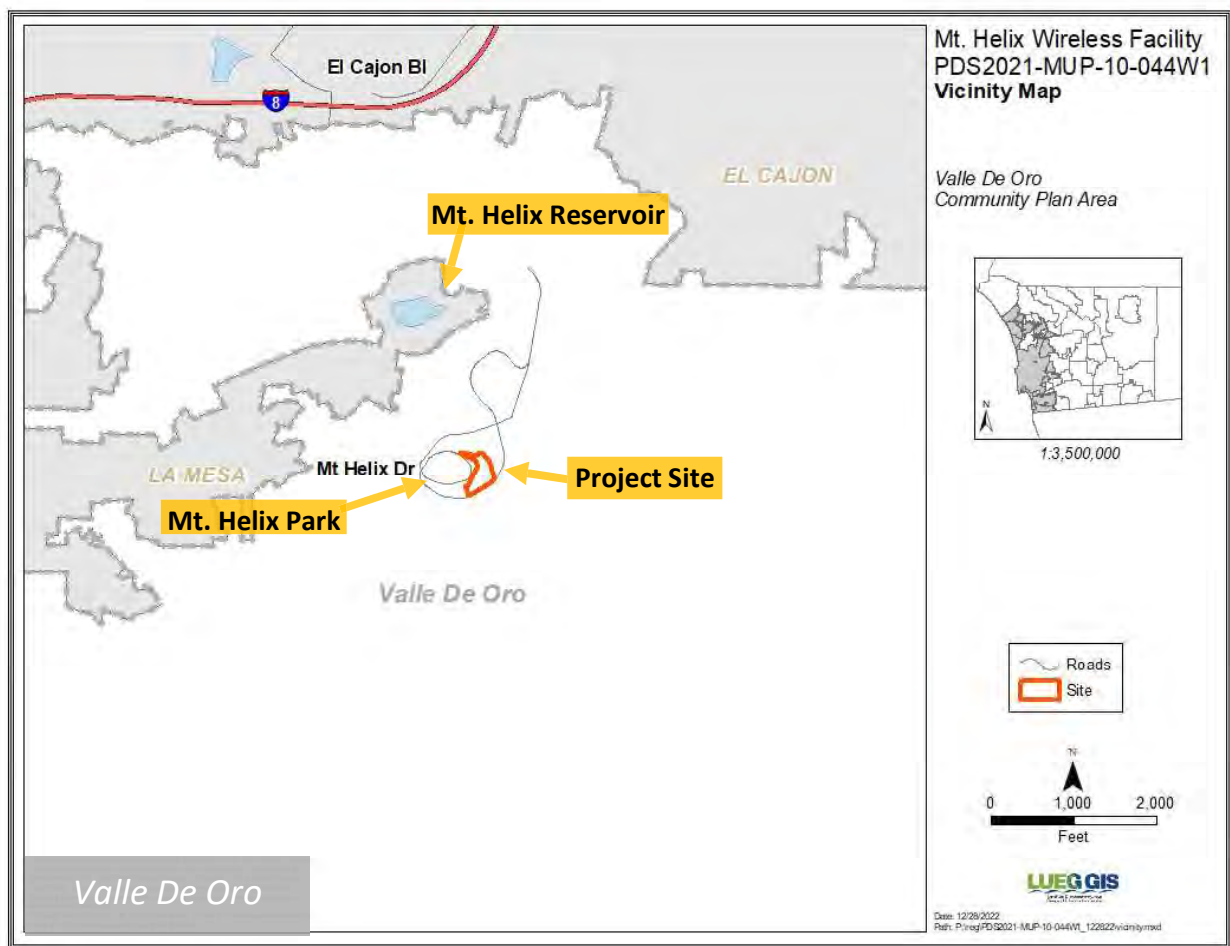 Mt. Helix Wireless Facility
PDS2021-MUP-10-044W1
Vicinity Map
Valle De Oro
Community Plan Area
N
1:3,500,000
El Cajon Bl
8
EL CAJON
Mt. Helix Reservoir
LA MESA
Mt Helix Dr
Project Site
Mt. Helix Park
Valle De Oro
Roads
Site
N
0 1,000 2,000
Feet
LUEG GIS
Date: 12/28/2022
Valle De Oro